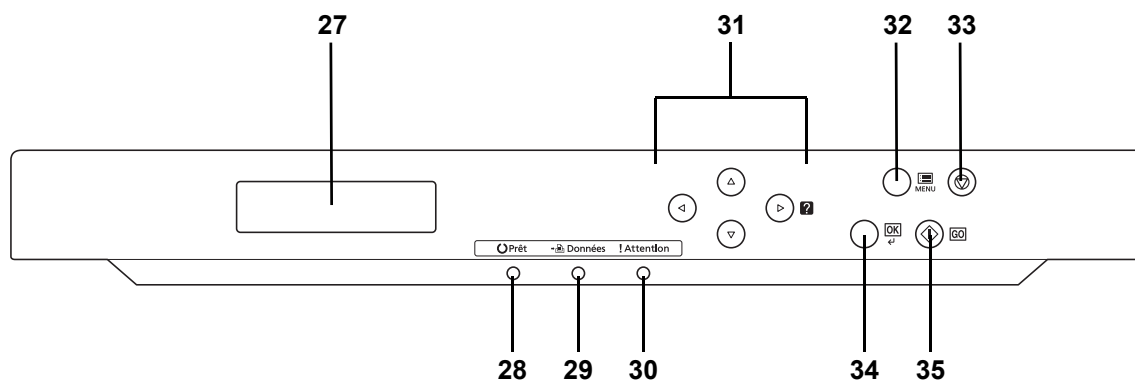 27 31 32 33
MENU
?
OK GO
Prêt Données ! Attention
28 29 30 34 35